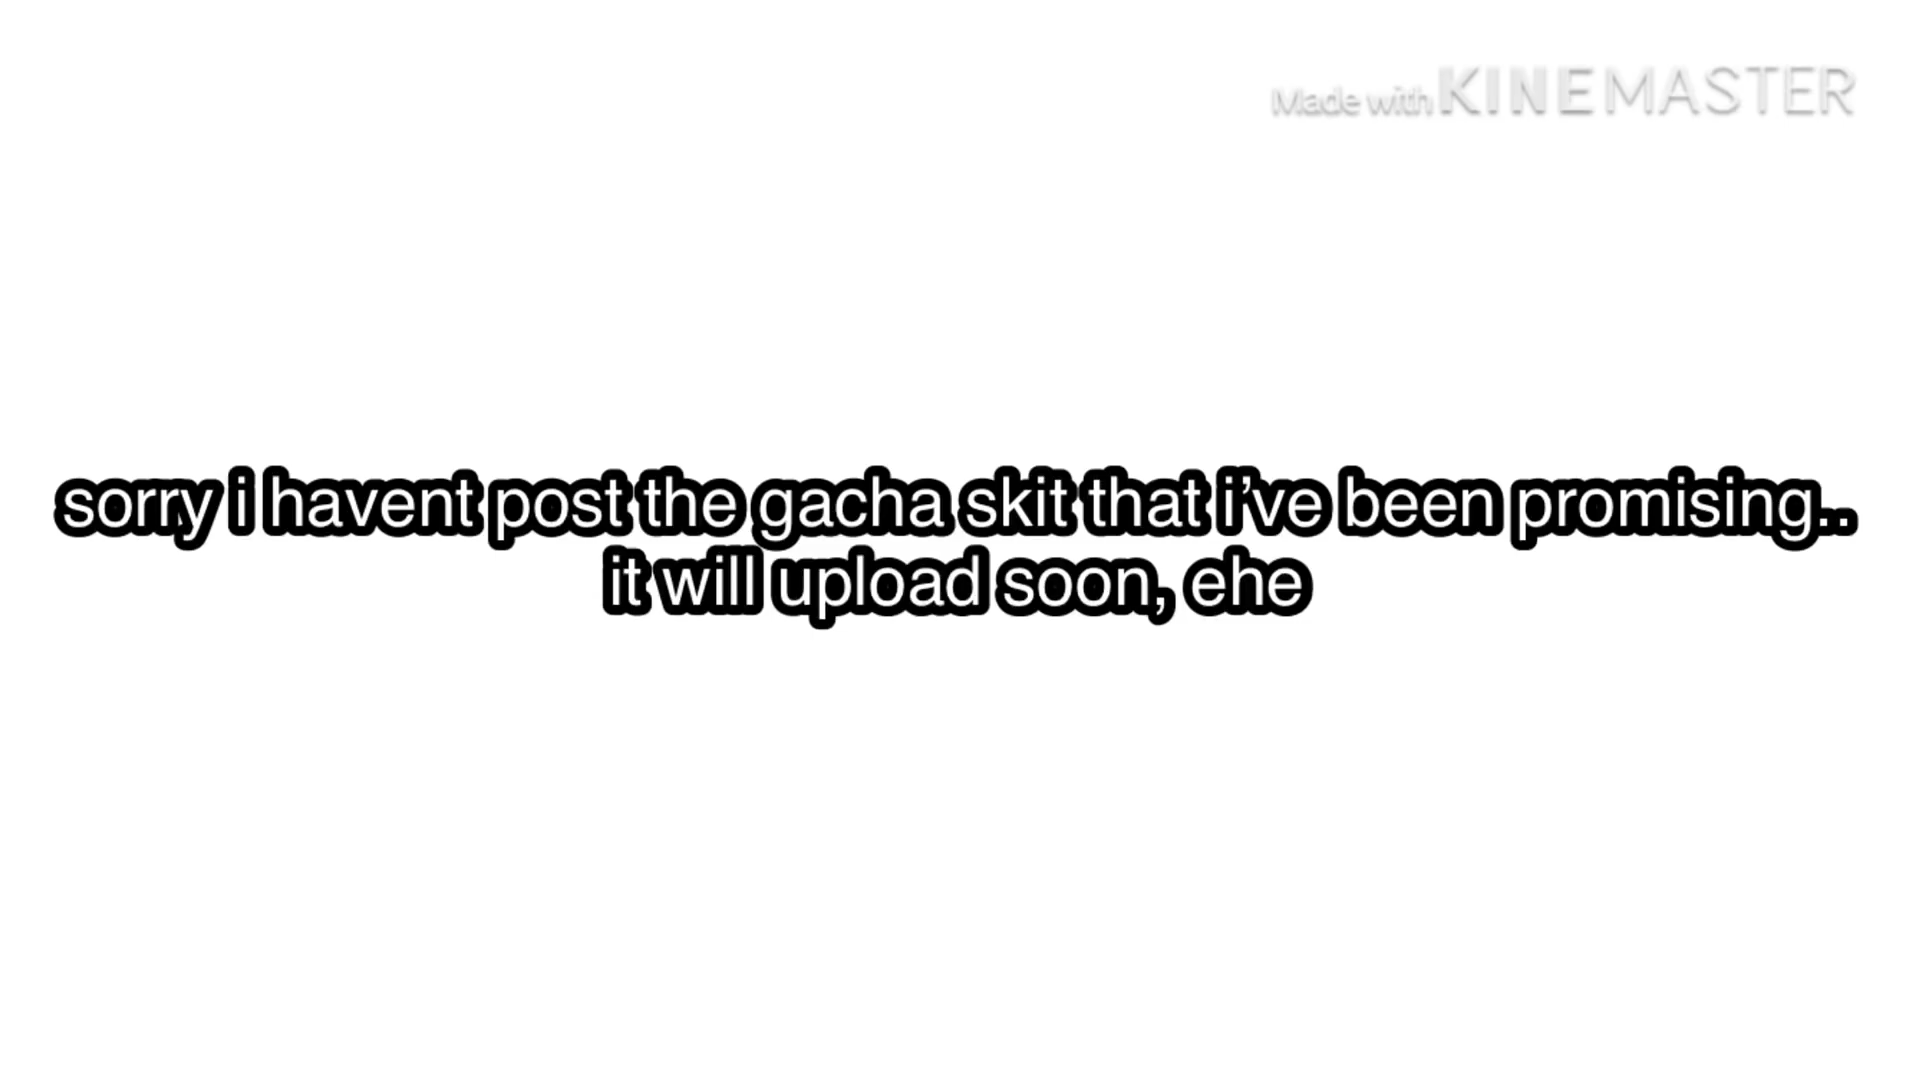 Made with KINEMASTER
sorry i havent post the gacha skit that i’ve been promising..
it will upload soon, ehe